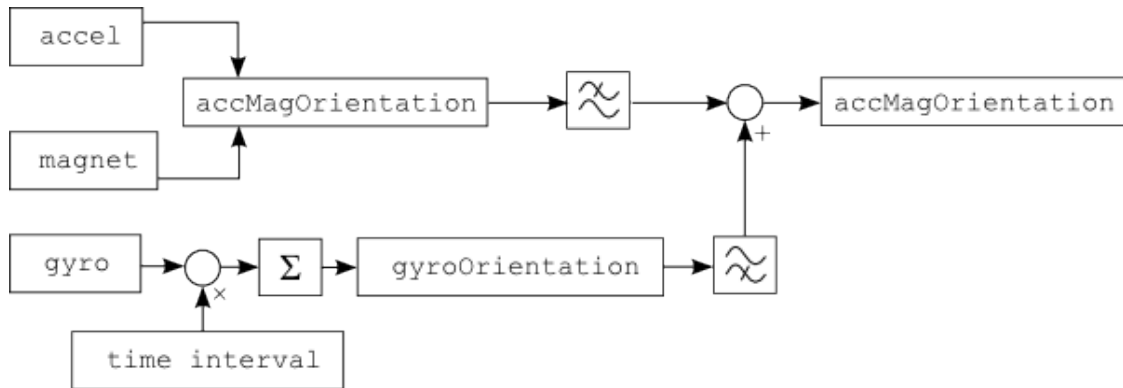 accel
accMagOrientation
accMagOrientation
magnet
+
gyro
×
Σ
gyroOrientation
time interval